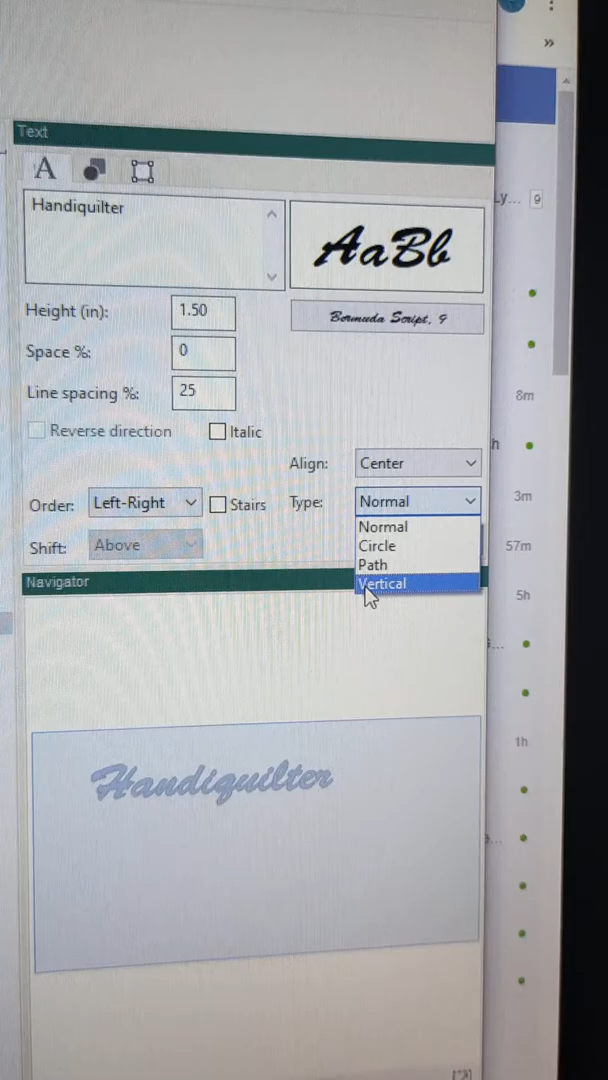 Text
A
Handiquilter
AaBb
Height (in): 1.50
Bermuda Script, 9
Space %: 0
Line spacing %: 25
Reverse direction
Italic
Align: Center
Order: Left-Right
Stairs
Type: Normal
Normal
Circle
Path
Vertical
Shift: Above
Navigator
Handiquilter
»
9
8m
3m
57m
5h
1h